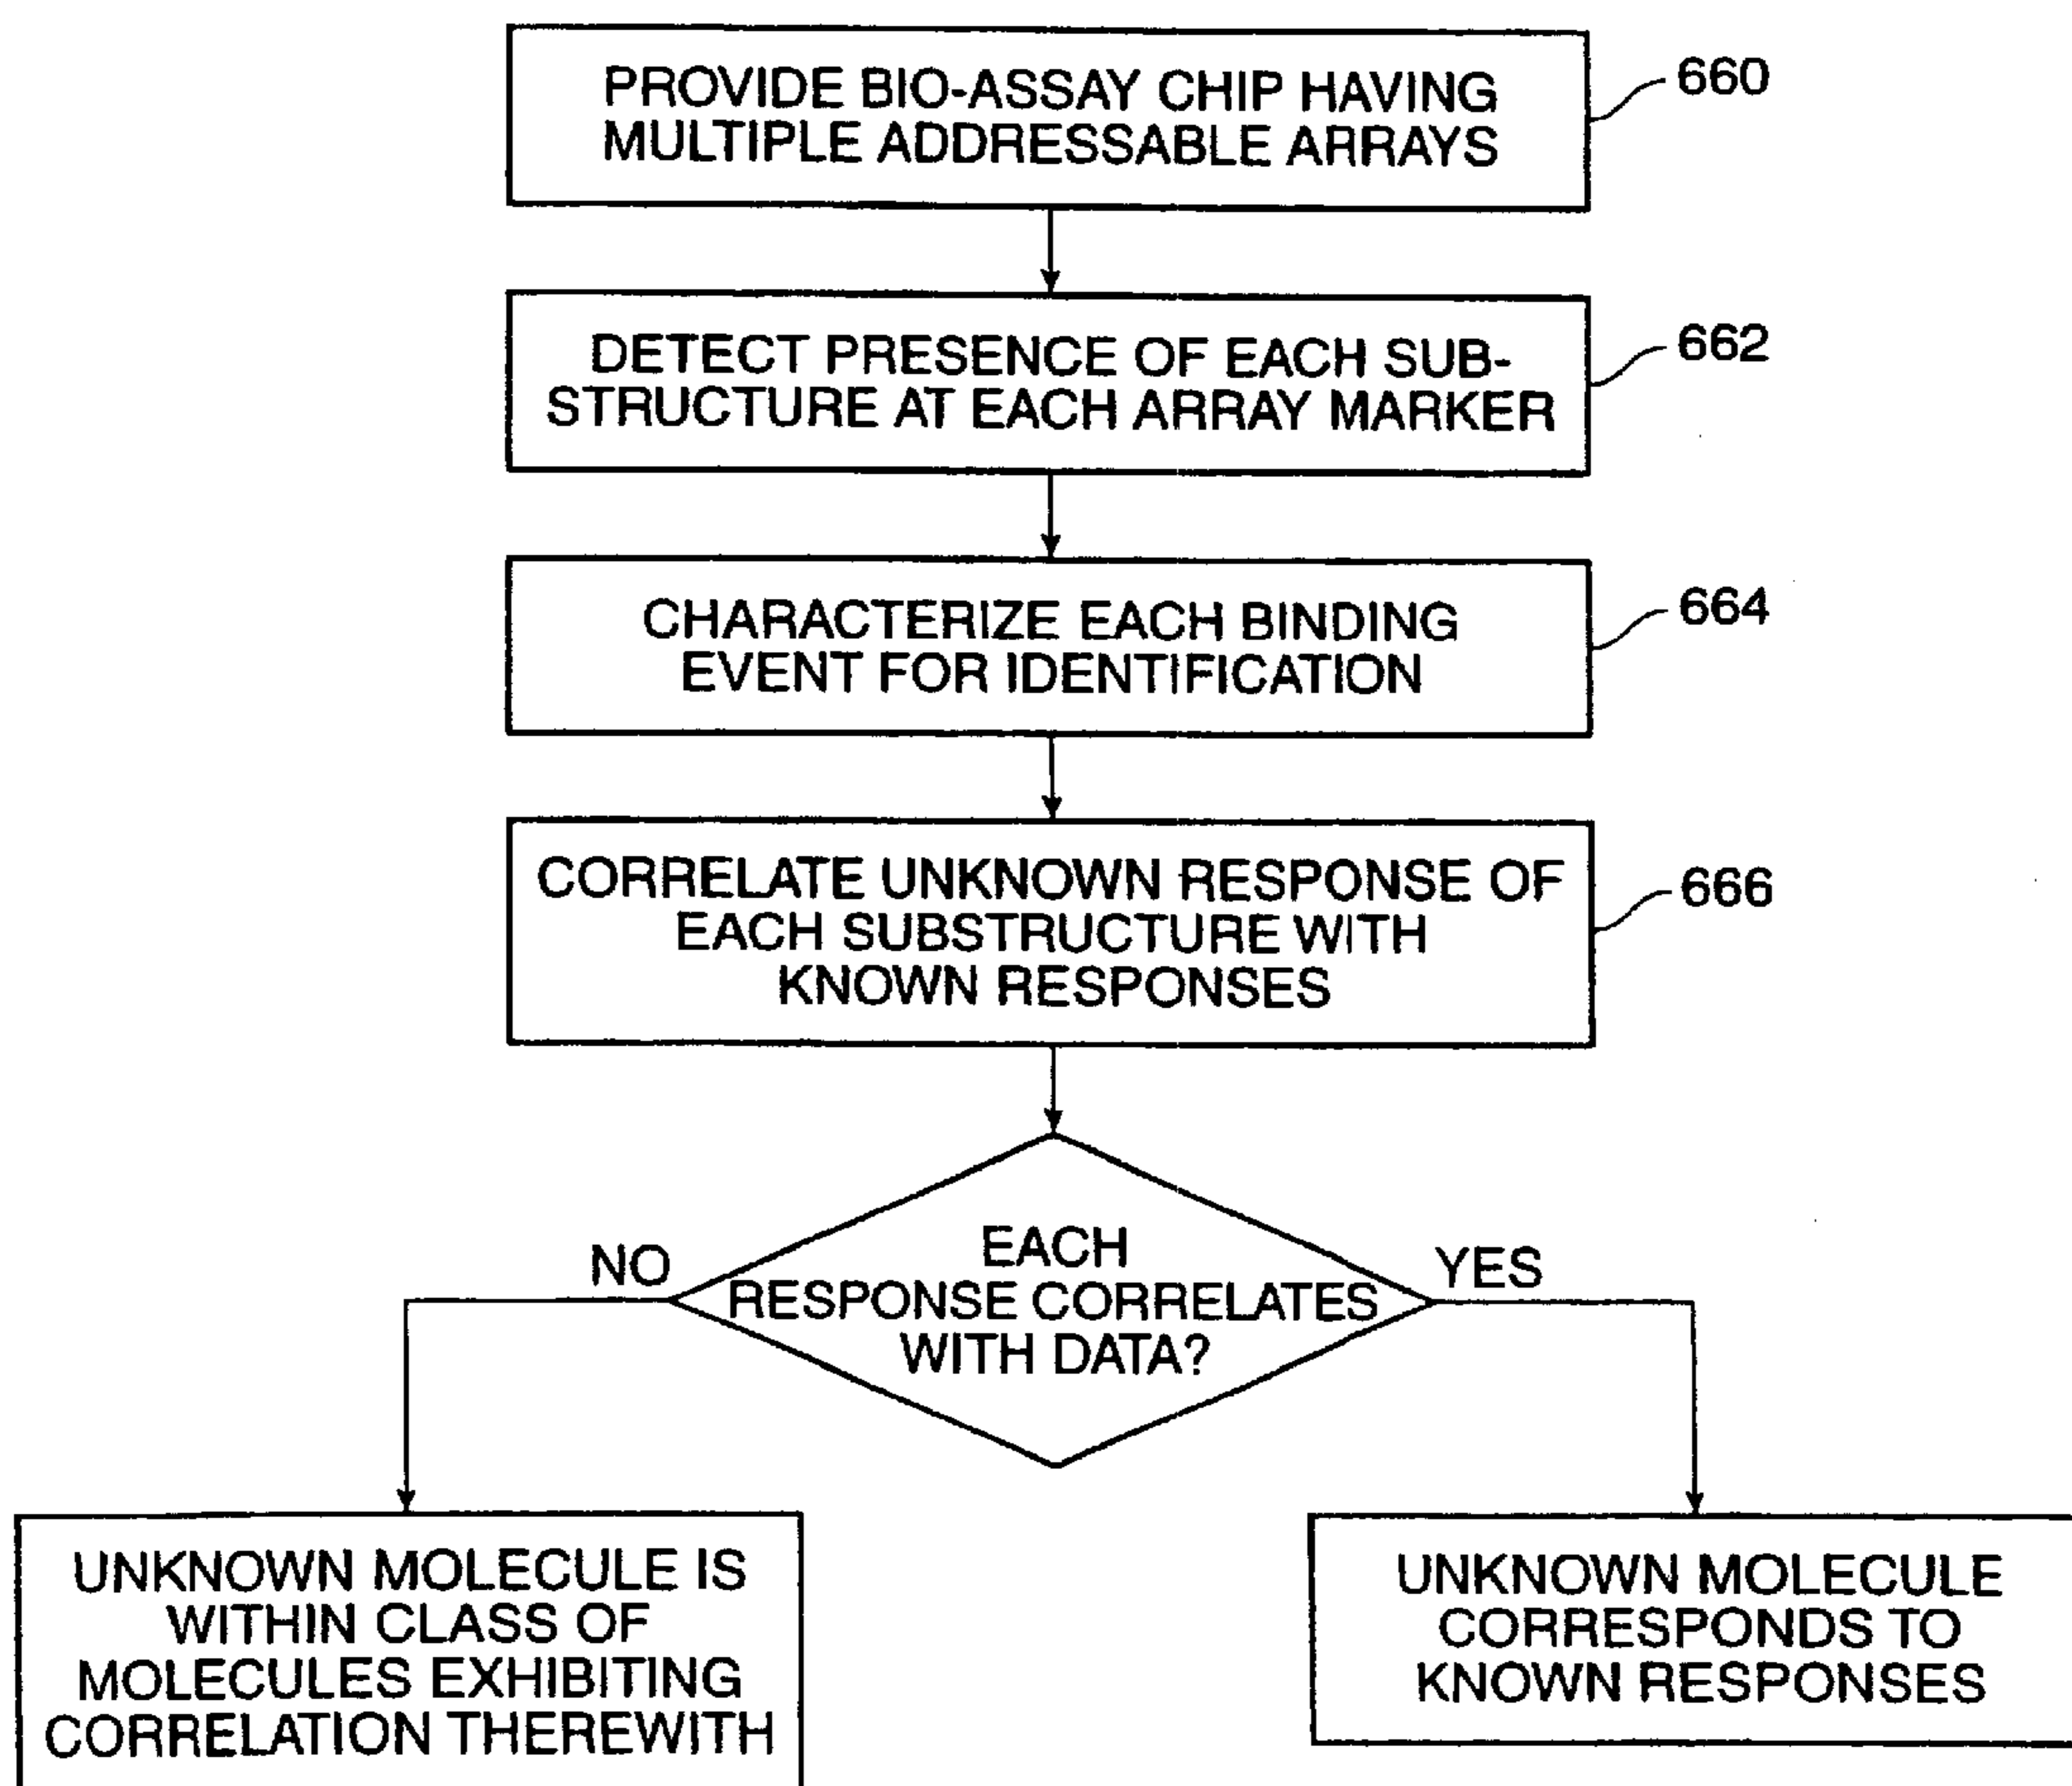 PROVIDE BIO-ASSAY CHIP HAVING
MULTIPLE ADDRESSABLE ARRAYS
660
DETECT PRESENCE OF EACH SUB-
STRUCTURE AT EACH ARRAY MARKER
662
CHARACTERIZE EACH BINDING
EVENT FOR IDENTIFICATION
664
CORRELATE UNKNOWN RESPONSE OF
EACH SUBSTRUCTURE WITH
KNOWN RESPONSES
666
EACH
RESPONSE CORRELATES
WITH DATA?
NO
YES
UNKNOWN MOLECULE IS
WITHIN CLASS OF
MOLECULES EXHIBITING
CORRELATION THEREWITH
UNKNOWN MOLECULE
CORRESPONDS TO
KNOWN RESPONSES